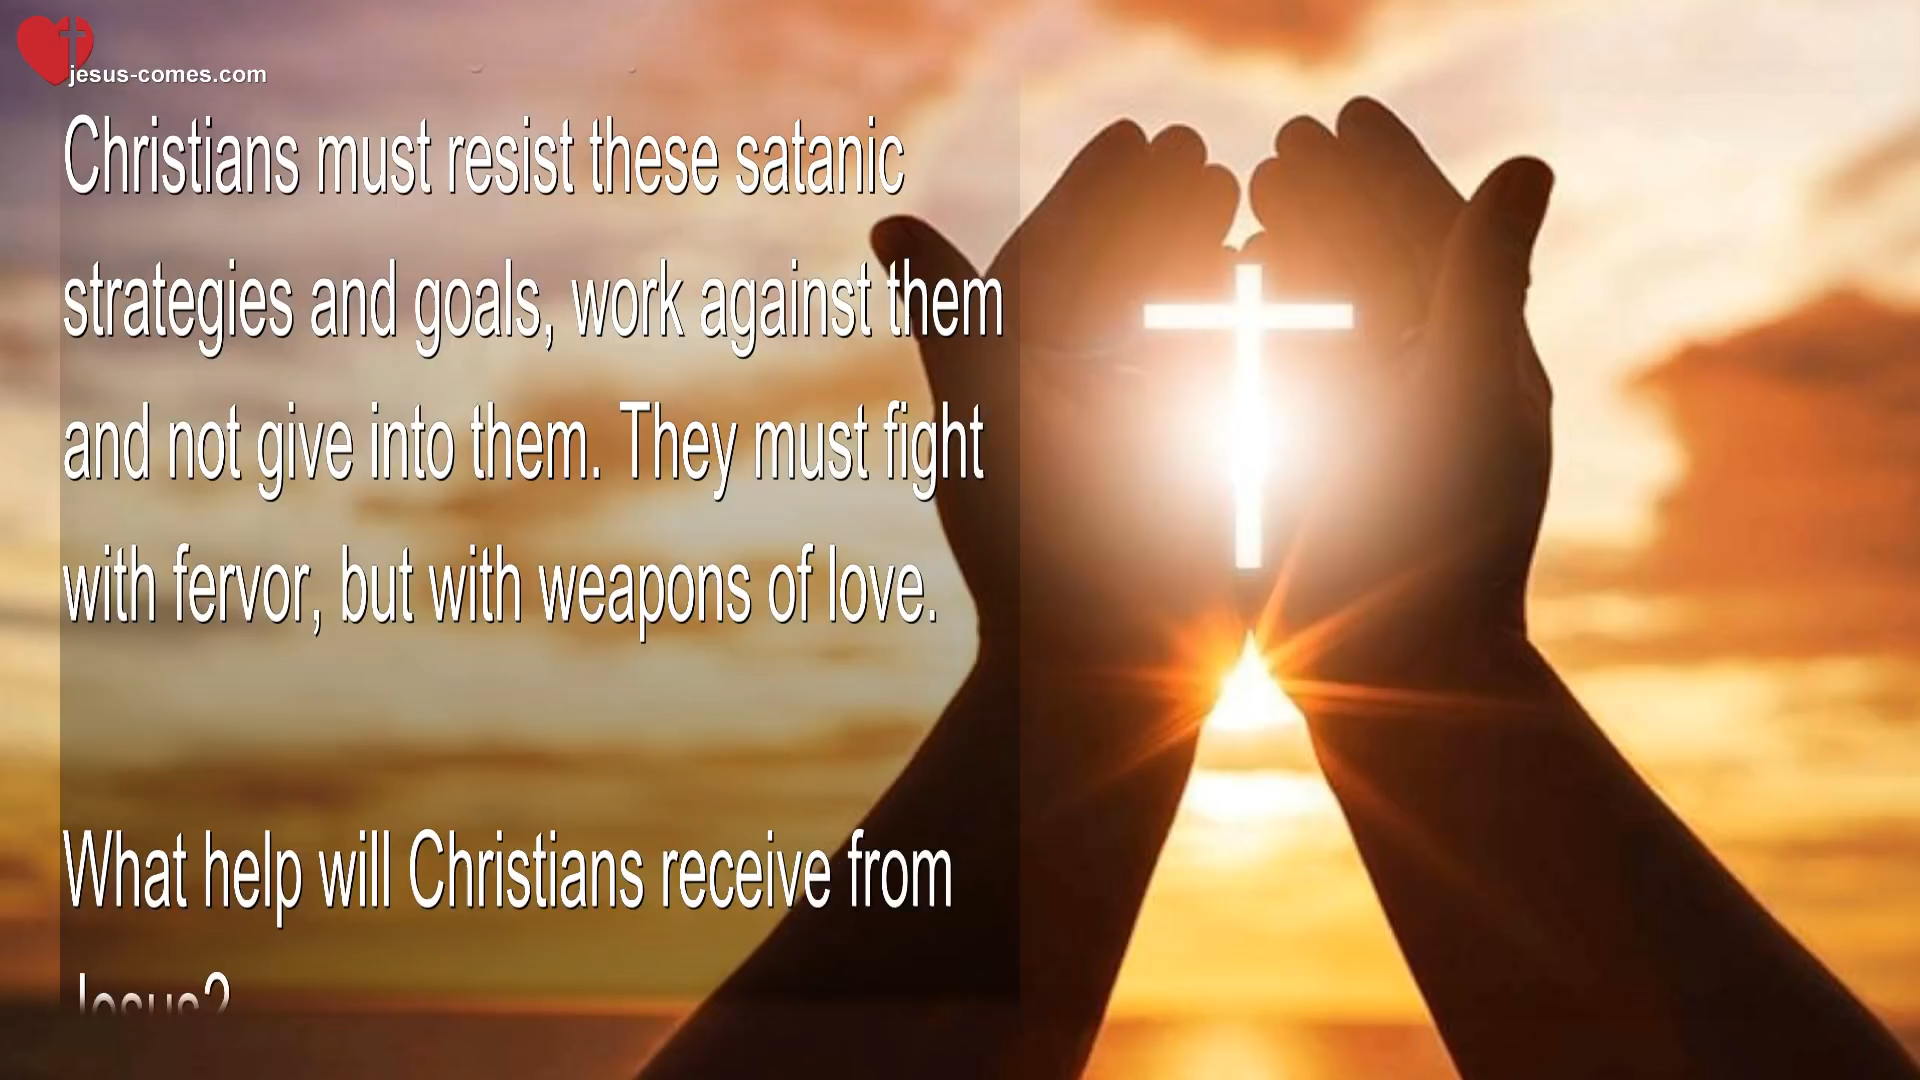 jesus-comes.com
Christians must resist these satanic
strategies and goals, work against them
and not give into them. They must fight
with fervor, but with weapons of love.
What help will Christians receive from
Jesus?